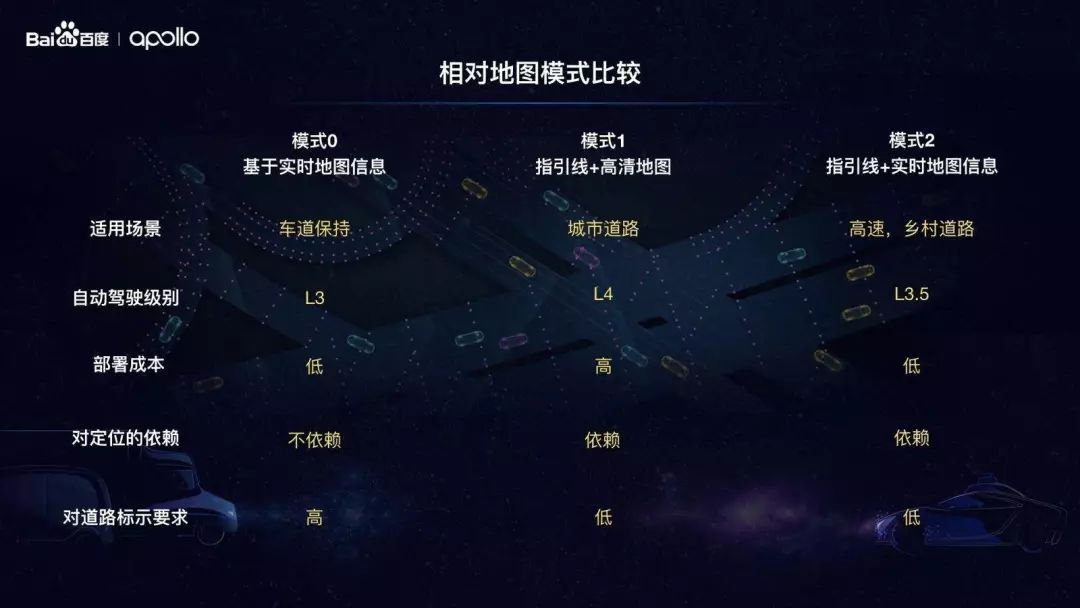 Baidu百度 | apollo
相对地图模式比较
模式0 模式1 模式2
基于实时地图信息 指引线+高清地图 指引线+实时地图信息
适用场景 车道保持 城市道路 高速，乡村道路
自动驾驶级别 L3 L4 L3.5
部署成本 低 高 低
对定位的依赖 不依赖 依赖 依赖
对道路标示要求 高 低 低